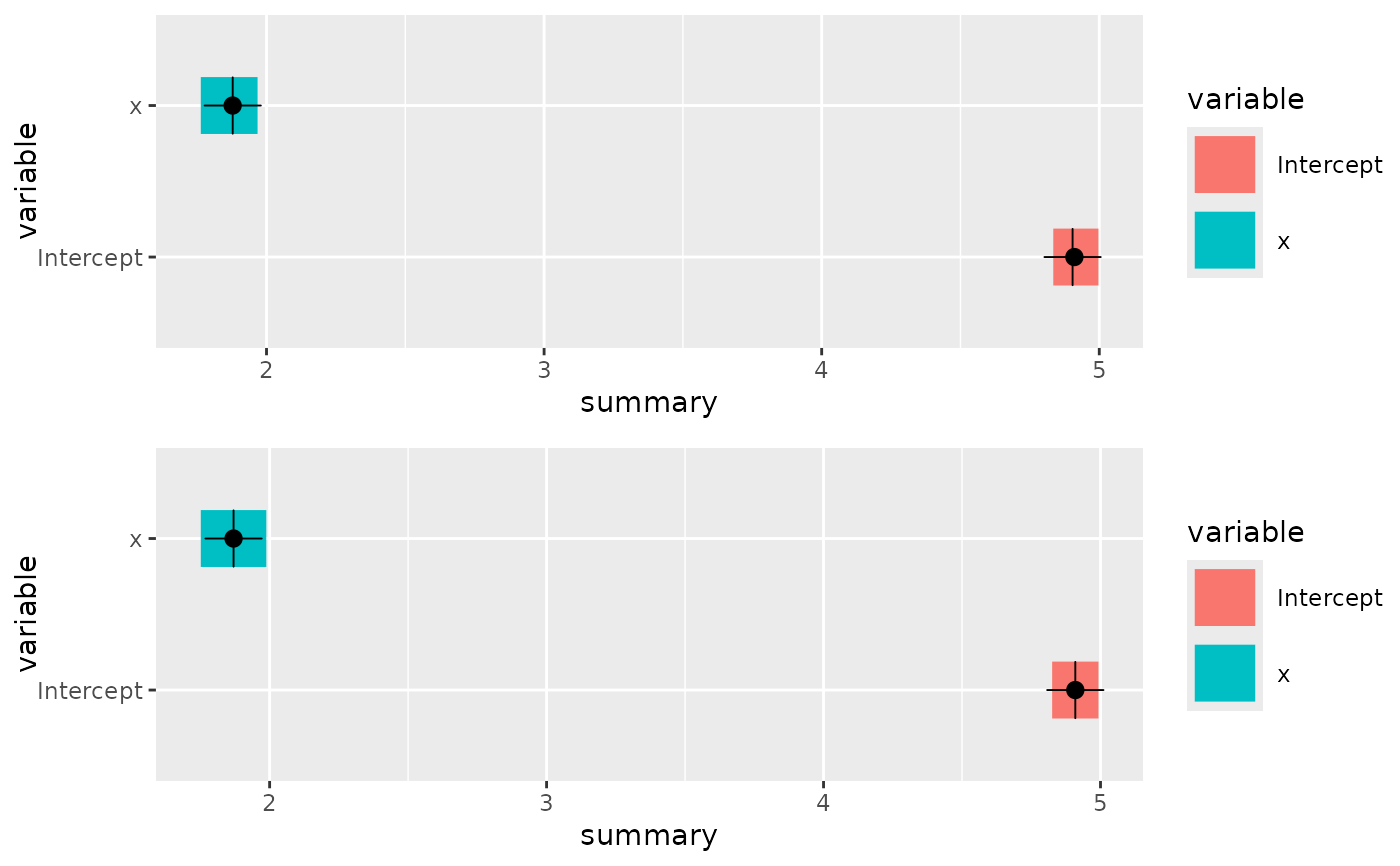 variable
x
Intercept
2 3 4 5
summary
variable
Intercept
x
variable
x
Intercept
2 3 4 5
summary
variable
Intercept
x